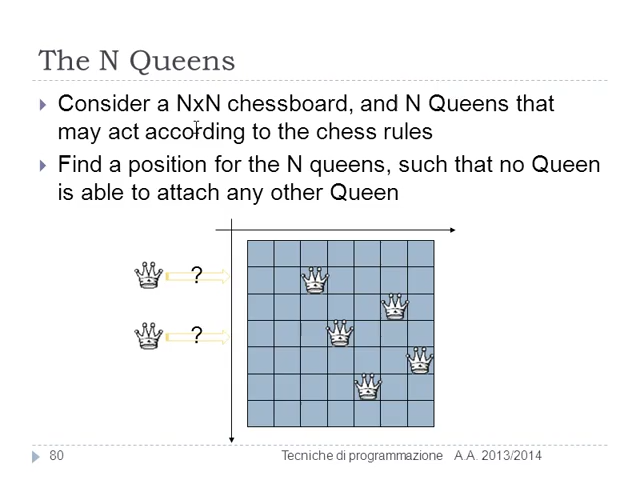 The N Queens
Consider a NxN chessboard, and N Queens that
may act according to the chess rules
Find a position for the N queens, such that no Queen
is able to attach any other Queen
?
?
80 Tecniche di programmazione A.A. 2013/2014